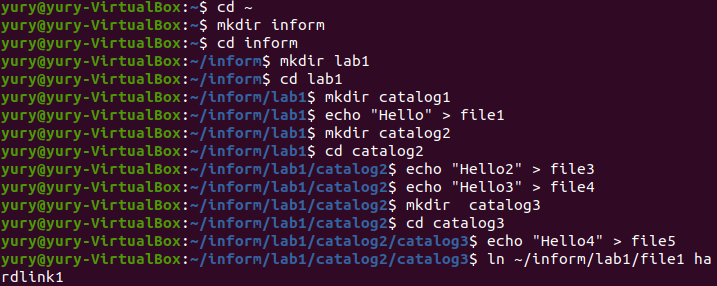 yury@yury-VirtualBox:~$ cd ~
yury@yury-VirtualBox:~$ mkdir inform
yury@yury-VirtualBox:~$ cd inform
yury@yury-VirtualBox:~/inform$ mkdir lab1
yury@yury-VirtualBox:~/inform$ cd lab1
yury@yury-VirtualBox:~/inform/lab1$ mkdir catalog1
yury@yury-VirtualBox:~/inform/lab1$ echo "Hello" > file1
yury@yury-VirtualBox:~/inform/lab1$ mkdir catalog2
yury@yury-VirtualBox:~/inform/lab1$ cd catalog2
yury@yury-VirtualBox:~/inform/lab1/catalog2$ echo "Hello2" > file3
yury@yury-VirtualBox:~/inform/lab1/catalog2$ echo "Hello3" > file4
yury@yury-VirtualBox:~/inform/lab1/catalog2$ mkdir  catalog3
yury@yury-VirtualBox:~/inform/lab1/catalog2$ cd catalog3
yury@yury-VirtualBox:~/inform/lab1/catalog2/catalog3$ echo "Hello4" > file5
yury@yury-VirtualBox:~/inform/lab1/catalog2/catalog3$ ln ~/inform/lab1/file1 ha
rdlink1